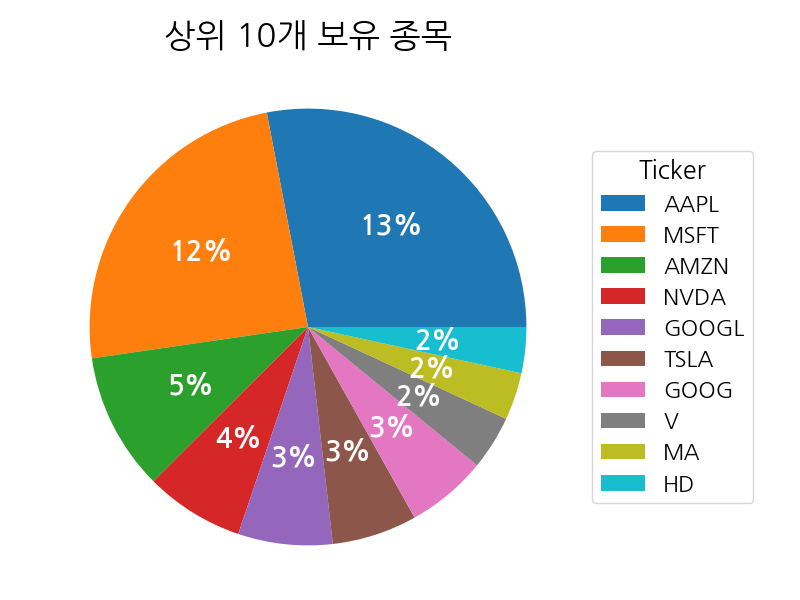 상위 10개 보유 종목
13%
12%
5%
4%
3%
3%
3%
2%
2%
2%
Ticker
AAPL
MSFT
AMZN
NVDA
GOOGL
TSLA
GOOG
V
MA
HD